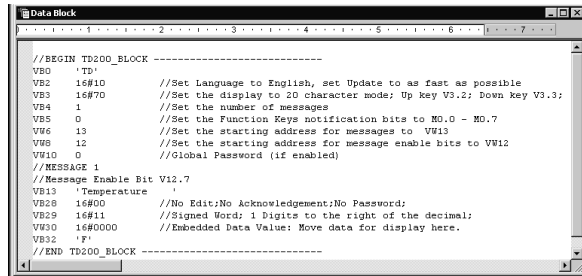 Data Block
1 2 3 4 5 6 7
//BEGIN TD200_BLOCK ----------------------------
VB0 'TD'
VB2 16#10 //Set Language to English, set Update to as fast as possible
VB3 16#70 //Set the display to 20 character mode; Up key V3.2; Down key V3.3;
VB4 1 //Set the number of messages
VB5 0 //Set the Function Keys notification bits to M0.0 - M0.7
VW6 13 //Set the starting address for messages to VW13
VW8 12 //Set the starting address for message enable bits to VW12
VW10 0 //Global Password (if enabled)
//MESSAGE 1
//Message Enable Bit V12.7
VB13 'Temperature     '
VB28 16#00 //No Edit;No Acknowledgement;No Password;
VB29 16#11 //Signed Word; 1 Digits to the right of the decimal;
VW30 16#0000 //Embedded Data Value: Move data for display here.
VB32 'F'
//END TD200_BLOCK ------------------------------